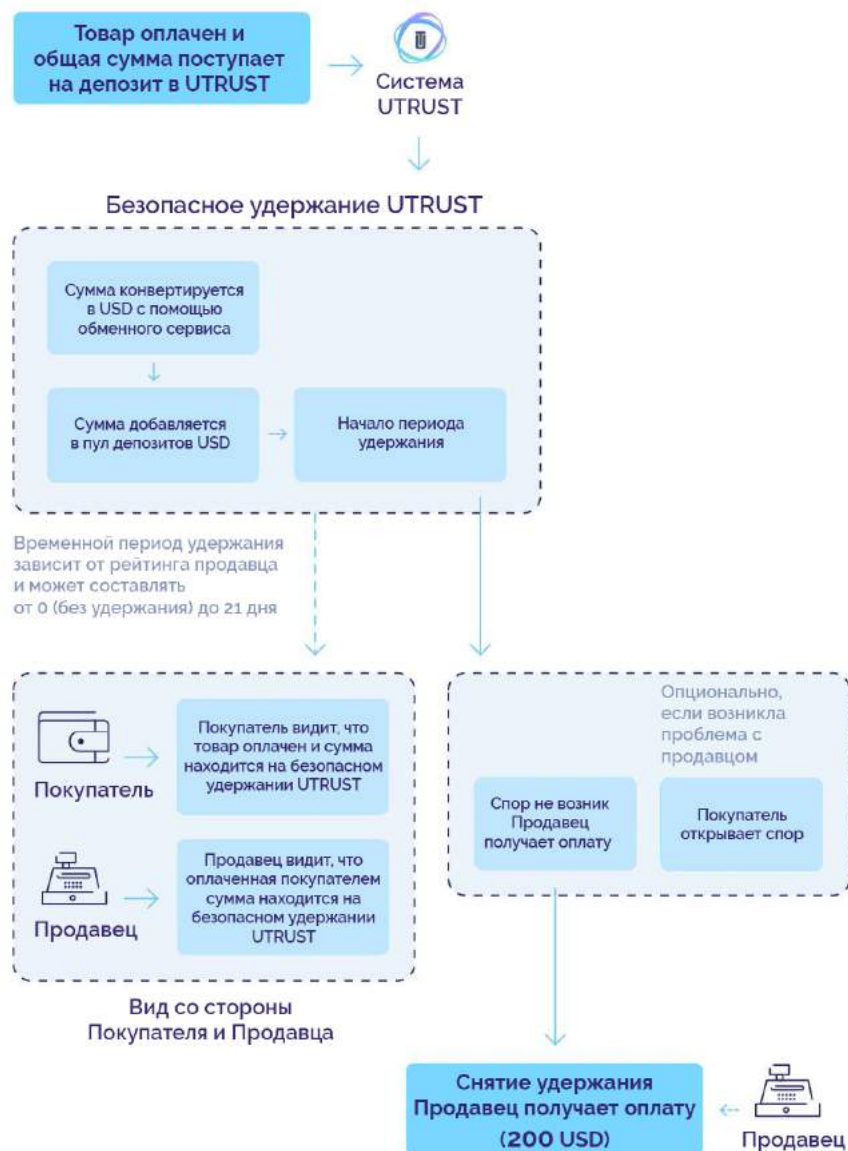 Товар оплачен и
общая сумма поступает
на депозит в UTRUST
Система
UTRUST
Безопасное удержание UTRUST
Сумма конвертируется
в USD с помощью
обменного сервиса
Сумма добавляется
в пул депозитов USD
Начало периода
удержания
Временной период удержания
зависит от рейтинга продавца
и может составлять
от 0 (без удержания) до 21 дня
Покупатель
Покупатель видит, что
товар оплачен и сумма
находится на безопасном
удержании UTRUST
Продавец
Продавец видит, что
оплаченная покупателем
сумма находится на
безопасном удержании
UTRUST
Вид со стороны
Покупателя и Продавца
Опционально,
если возникла
проблема с
продавцом
Спор не возник
Продавец
получает оплату
Покупатель
открывает спор
Снятие удержания
Продавец получает оплату
(200 USD)
Продавец